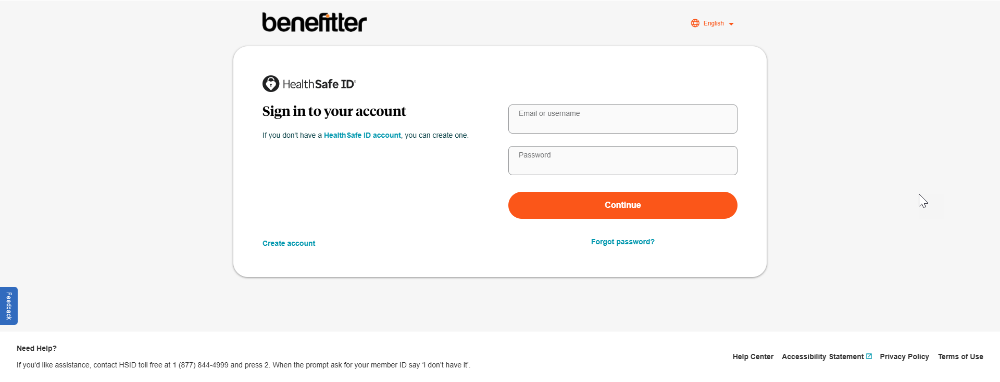 benefitter
English
HealthSafe ID®
Sign in to your account
If you don't have a HealthSafe ID account, you can create one.
Email or username
Password
Continue
Create account
Forgot password?
Feedback
Need Help?
If you'd like assistance, contact HSID toll free at 1 (877) 844-4999 and press 2. When the prompt ask for your member ID say ‘I don’t have it’.
Help Center Accessibility Statement Privacy Policy Terms of Use